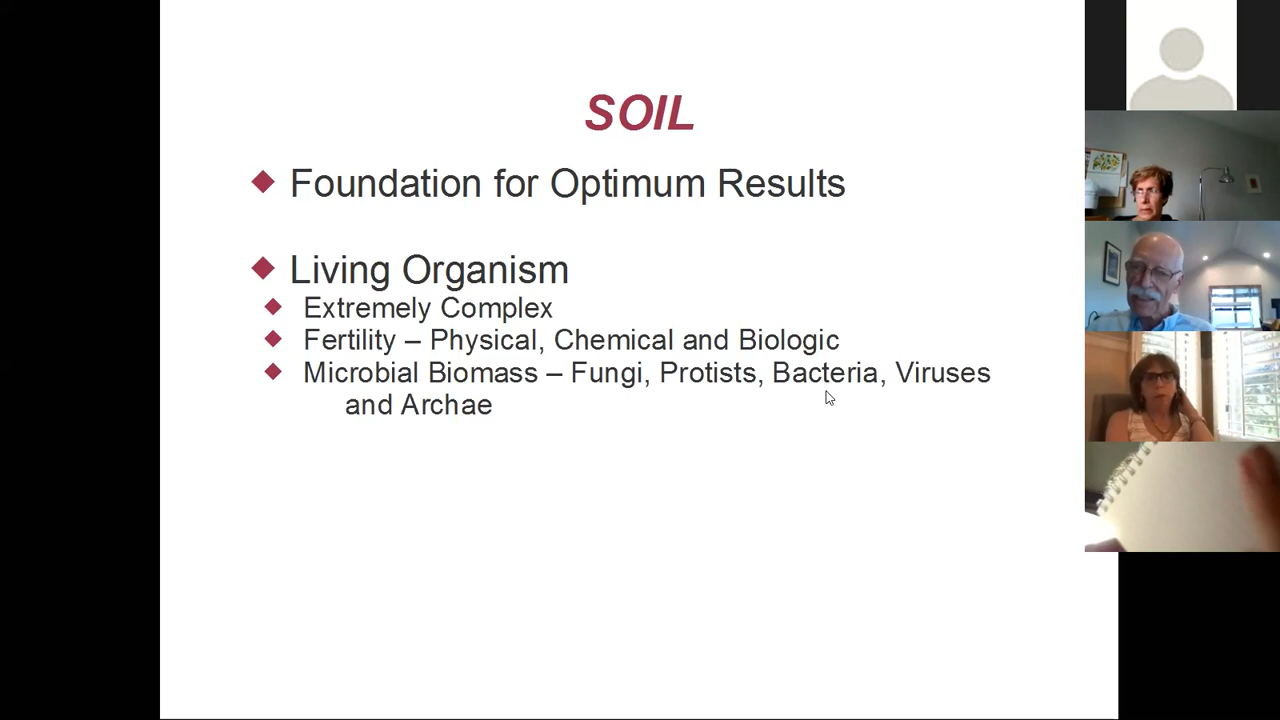 SOIL
Foundation for Optimum Results
Living Organism
Extremely Complex
Fertility – Physical, Chemical and Biologic
Microbial Biomass – Fungi, Protists, Bacteria, Viruses
and Archae